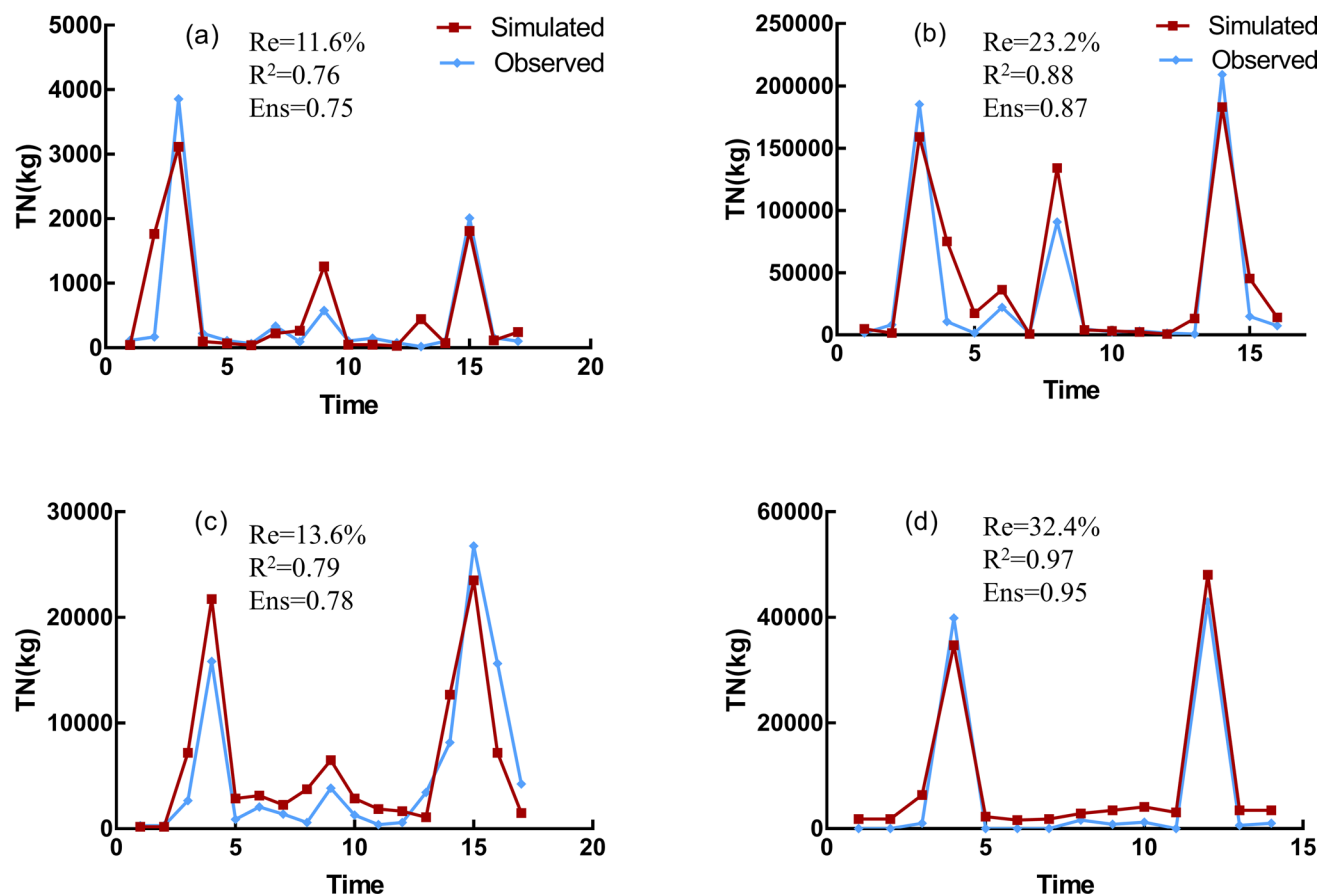 (a)
Re=11.6%
R²=0.76
Ens=0.75
Simulated
Observed
TN(kg)
5000
4000
3000
2000
1000
0
0 5 10 15 20
Time
(b)
Re=23.2%
R²=0.88
Ens=0.87
Simulated
Observed
TN(kg)
250000
200000
150000
100000
50000
0
0 5 10 15
Time
(c)
Re=13.6%
R²=0.79
Ens=0.78
TN(kg)
30000
20000
10000
0
0 5 10 15 20
Time
(d)
Re=32.4%
R²=0.97
Ens=0.95
TN(kg)
60000
40000
20000
0
0 5 10 15
Time